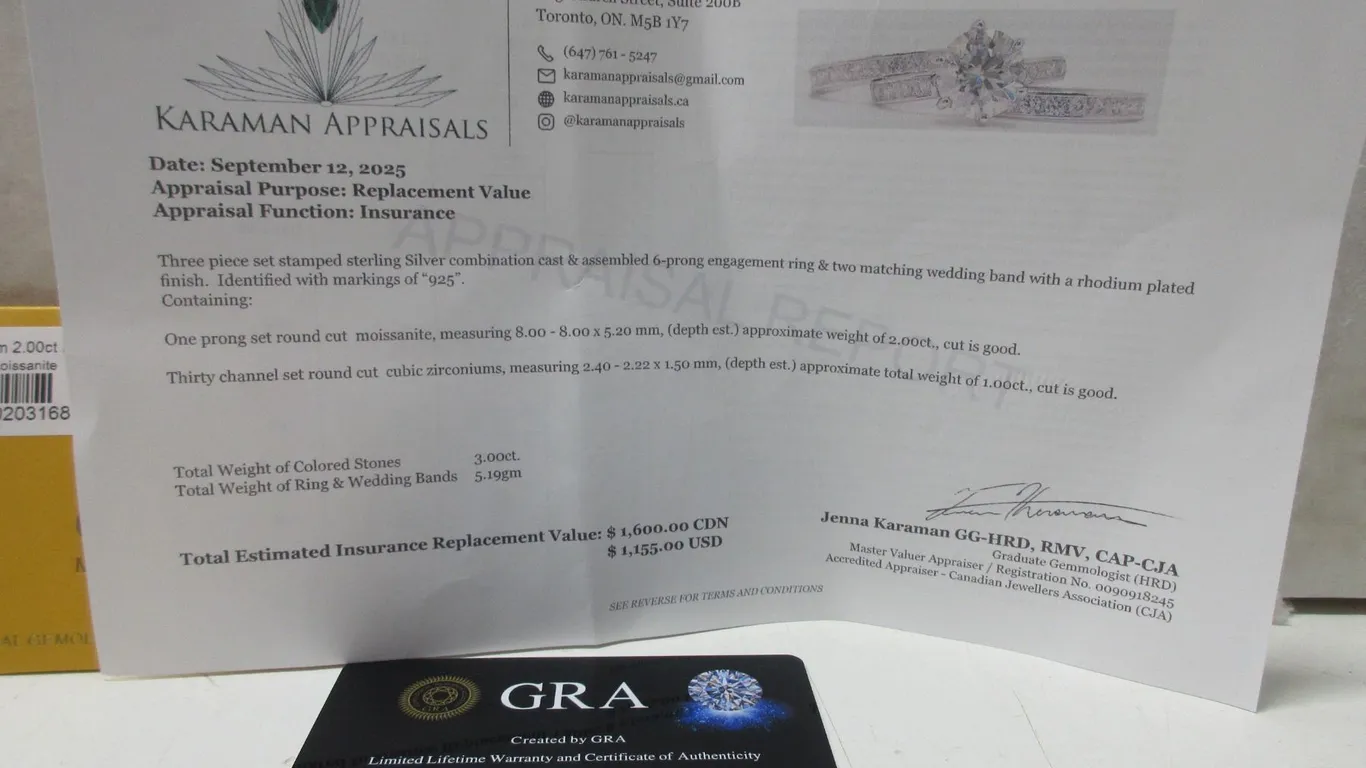 Suite 200B
Toronto, ON. M5B 1Y7
(647) 761 - 5247
karamanappraisals@gmail.com
karamanappraisals.ca
@karamanappraisals
KARAMAN APPRAISALS
Date: September 12, 2025
Appraisal Purpose: Replacement Value
Appraisal Function: Insurance
APPRAISAL REPORT
Three piece set stamped sterling Silver combination cast & assembled 6-prong engagement ring & two matching wedding band with a rhodium plated
finish. Identified with markings of "925".
Containing:
One prong set round cut moissanite, measuring 8.00 - 8.00 x 5.20 mm, (depth est.) approximate weight of 2.00ct., cut is good.
Thirty channel set round cut cubic zirconiums, measuring 2.40 - 2.22 x 1.50 mm, (depth est.) approximate total weight of 1.00ct., cut is good.
Total Weight of Colored Stones 3.00ct.
Total Weight of Ring & Wedding Bands 5.19gm
Total Estimated Insurance Replacement Value: $ 1,600.00 CDN
$ 1,155.00 USD
Jenna Karaman GG-HRD, RMV, CAP-CJA
Graduate Gemmologist (HRD)
Master Valuer Appraiser / Registration No. 0090918245
Accredited Appraiser - Canadian Jewellers Association (CJA)
SEE REVERSE FOR TERMS AND CONDITIONS
m 2.00ct
oissanite
0203168
GRA
GRA
Created by GRA
Limited Lifetime Warranty and Certificate of Authenticity